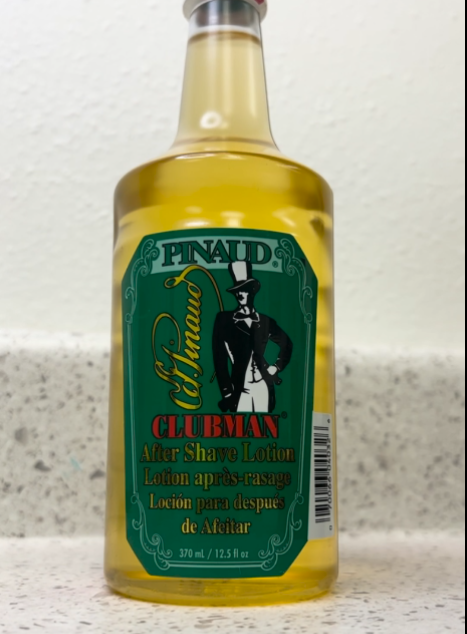 PINAUD®
Ed. Pinaud
CLUBMAN®
After Shave Lotion
Lotion après-rasage
Loción para después
de Afeitar
370 mL / 12.5 fl oz